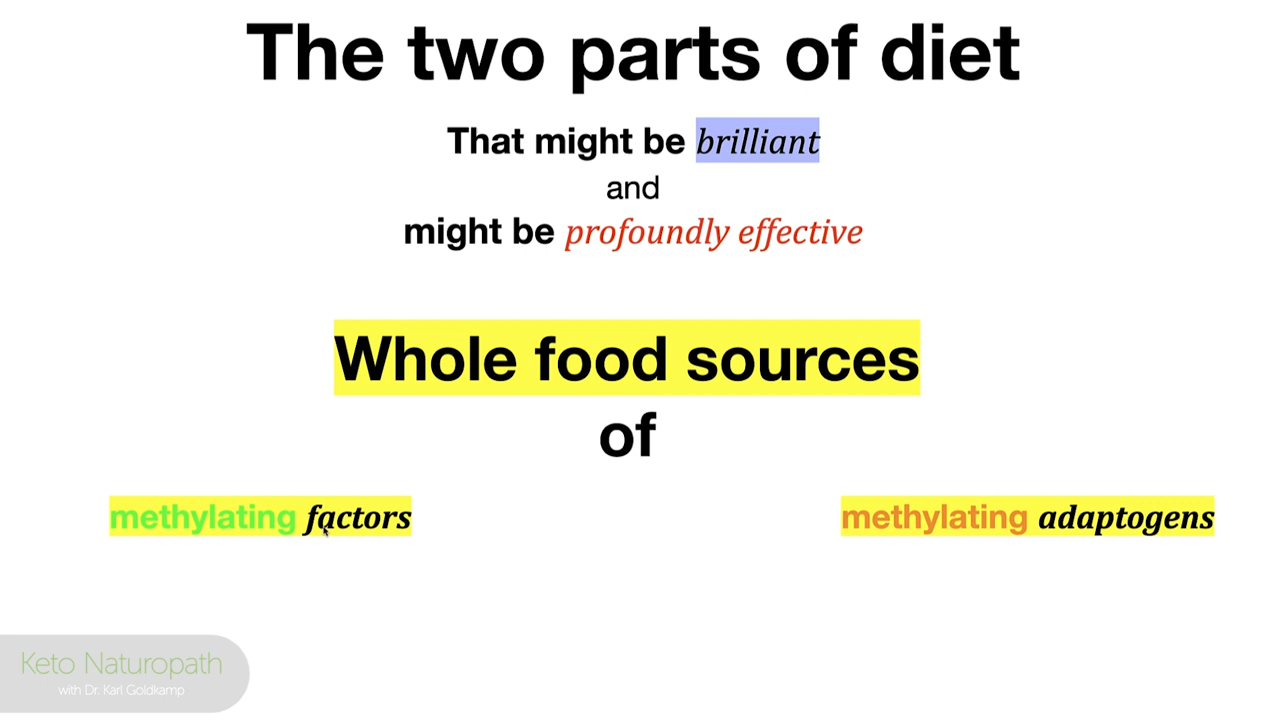 The two parts of diet
That might be brilliant
and
might be profoundly effective
Whole food sources
of
methylating factors
methylating adaptogens
Keto Naturopath
with Dr. Karl Goldkamp